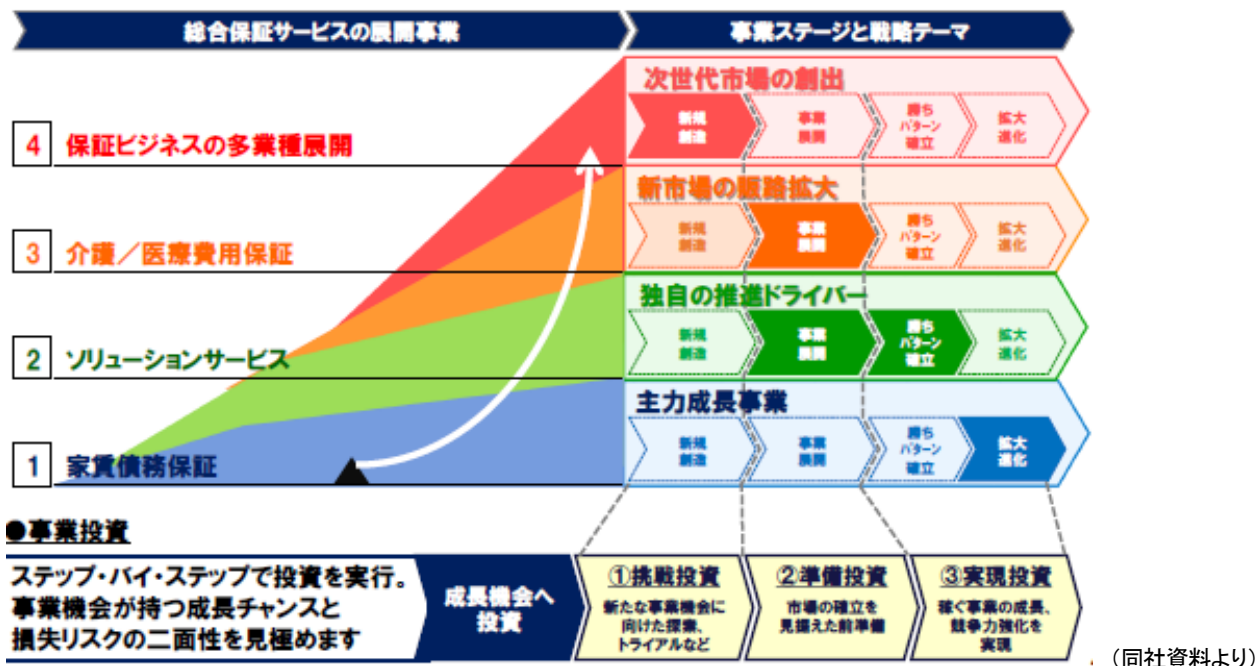 総合保証サービスの展開事業
事業ステージと戦略テーマ
次世代市場の創出
新規
創造
事業
展開
勝ち
パターン
確立
拡大
進化
4 保証ビジネスの多業種展開
新市場の販路拡大
新規
創造
事業
展開
勝ち
パターン
確立
拡大
進化
3 介護／医療費用保証
独自の推進ドライバー
新規
創造
事業
展開
勝ち
パターン
確立
拡大
進化
2 ソリューションサービス
主力成長事業
新規
創造
事業
展開
勝ち
パターン
確立
拡大
進化
1 家賃債務保証
●事業投資
ステップ・バイ・ステップで投資を実行。
事業機会が持つ成長チャンスと
損失リスクの二面性を見極めます
成長機会へ
投資
①挑戦投資
新たな事業機会に
向けた探索、
トライアルなど
②準備投資
市場の確立を
見据えた前準備
③実現投資
稼ぐ事業の成長、
競争力強化を
実現
（同社資料より）